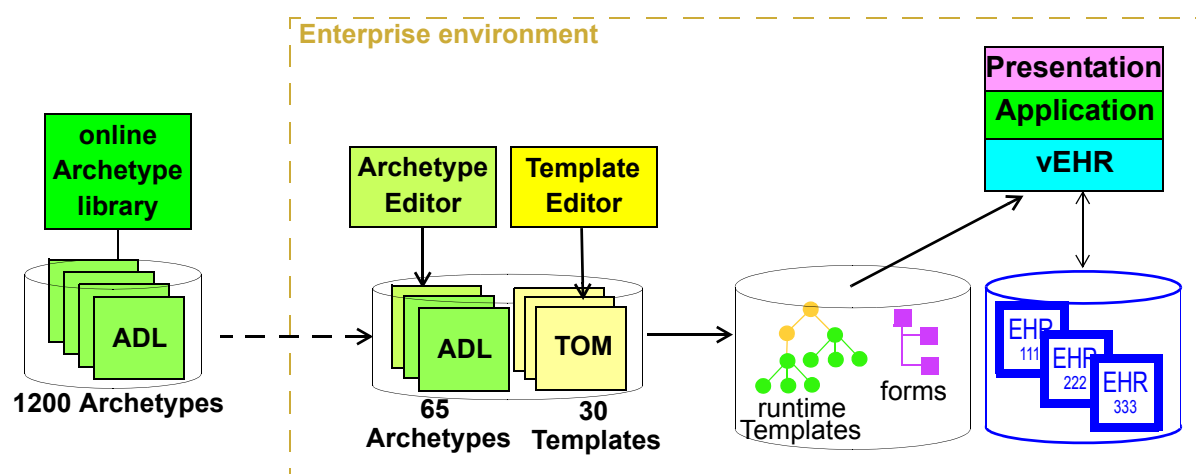 Enterprise environment
online
Archetype
library
ADL
1200 Archetypes
Archetype
Editor
Template
Editor
ADL
TOM
65
Archetypes
30
Templates
runtime
Templates
forms
Presentation
Application
vEHR
EHR
111
EHR
222
EHR
333